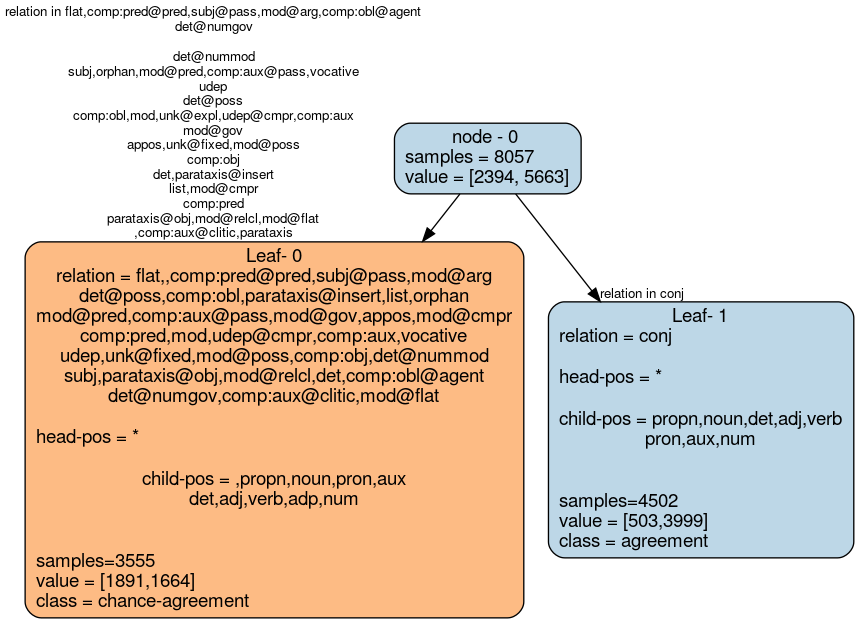 relation in flat,comp:pred@pred,subj@pass,mod@arg,comp:obl@agent
det@numgov
det@nummod
subj,orphan,mod@pred,comp:aux@pass,vocative
udep
det@poss
comp:obl,mod,unk@expl,udep@cmpr,comp:aux
mod@gov
appos,unk@fixed,mod@poss
comp:obj
det,parataxis@insert
list,mod@cmpr
comp:pred
parataxis@obj,mod@relcl,mod@flat
,comp:aux@clitic,parataxis
node - 0
samples = 8057
value = [2394, 5663]
Leaf- 0
relation = flat,,comp:pred@pred,subj@pass,mod@arg
det@poss,comp:obl,parataxis@insert,list,orphan
mod@pred,comp:aux@pass,mod@gov,appos,mod@cmpr
comp:pred,mod,udep@cmpr,comp:aux,vocative
udep,unk@fixed,mod@poss,comp:obj,det@nummod
subj,parataxis@obj,mod@relcl,det,comp:obl@agent
det@numgov,comp:aux@clitic,mod@flat
head-pos = *
child-pos = ,propn,noun,pron,aux
det,adj,verb,adp,num
samples=3555
value = [1891,1664]
class = chance-agreement
relation in conj
Leaf- 1
relation = conj
head-pos = *
child-pos = propn,noun,det,adj,verb
pron,aux,num
samples=4502
value = [503,3999]
class = agreement